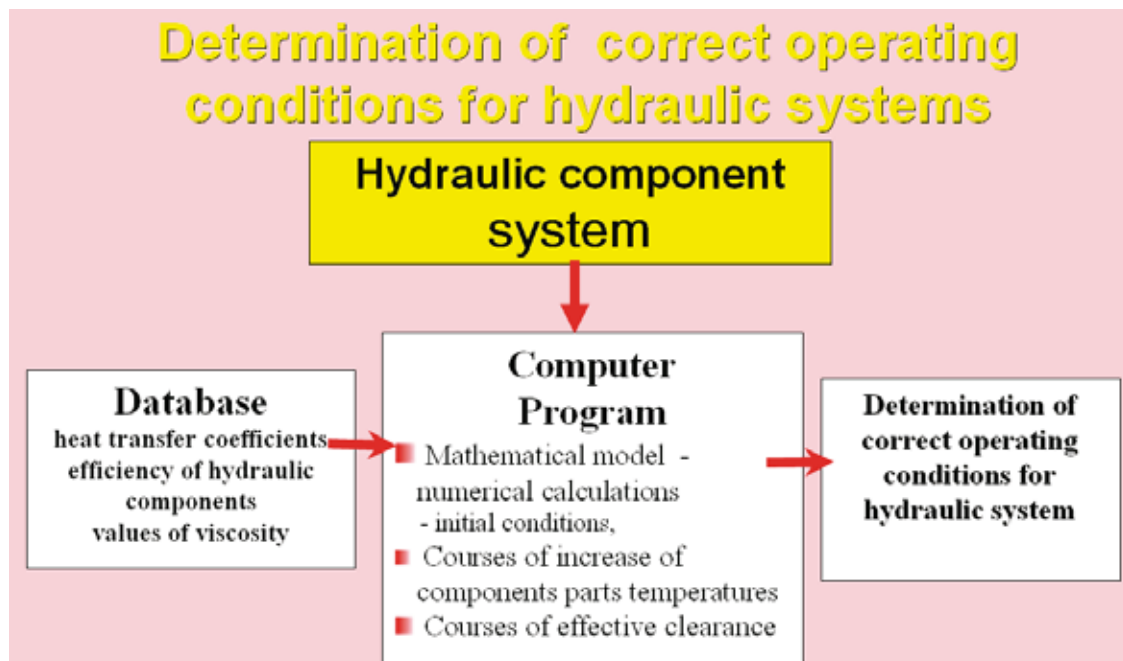 Determination of correct operating
conditions for hydraulic systems
Hydraulic component
system
Database
heat transfer coefficients
efficiency of hydraulic
components
values of viscosity
Computer
Program
Mathematical model -
numerical calculations
- initial conditions,
Courses of increase of
components parts temperatures
Courses of effective clearance
Determination of
correct operating
conditions for
hydraulic system